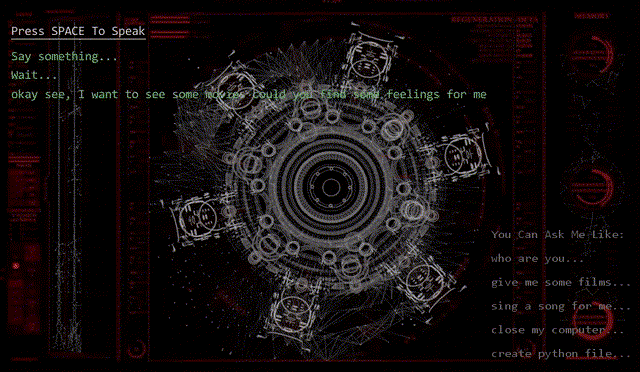 Press SPACE To Speak
Say something...
Wait...
okay see, I want to see some movies Could you find some feelings for me
REGENERATION
MEMORY
You Can Ask Me Like:
who are you...
give me some films...
sing a song for me...
close my computer...
create python file...